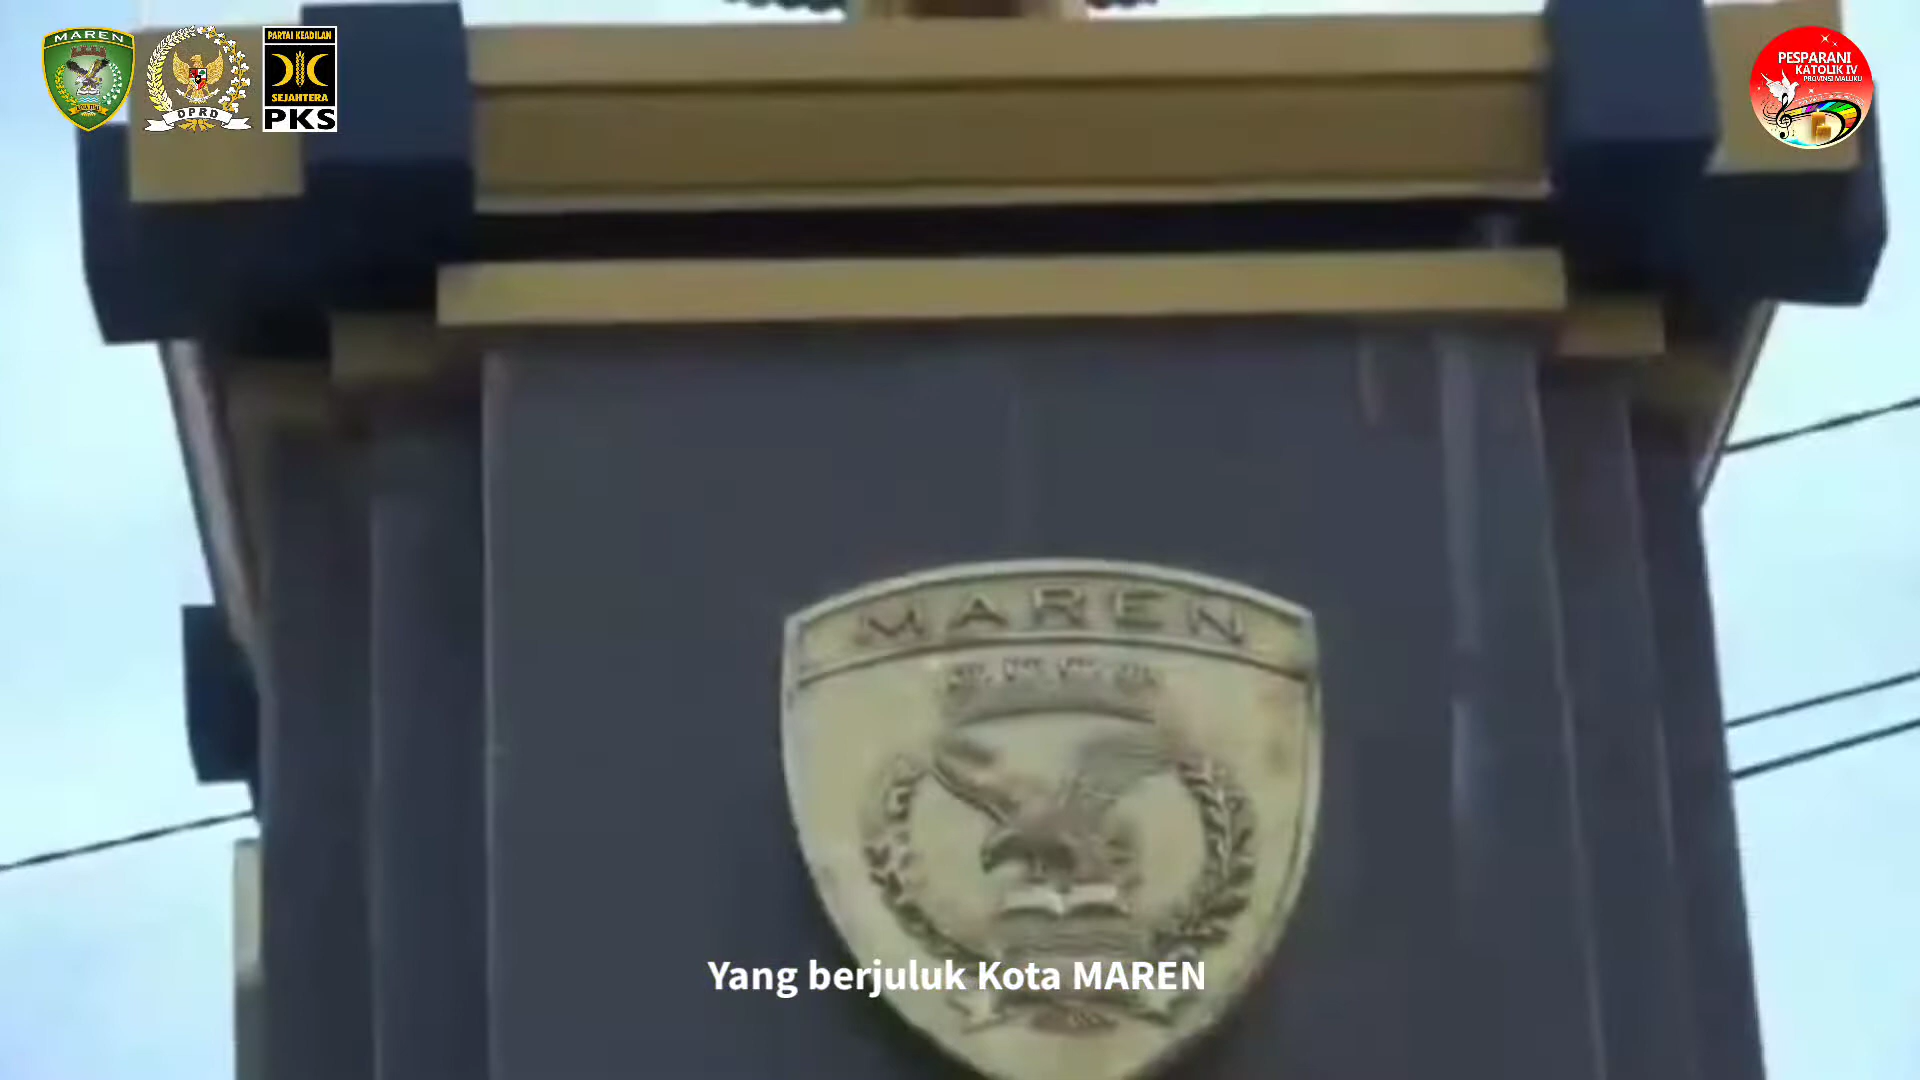 MAREN
DPRD
PARTAI KEADILAN
SEJAHTERA
PKS
PESPARANI
KATOLIK IV
PROVINSI MALUKU
MAREN
Yang berjuluk Kota MAREN